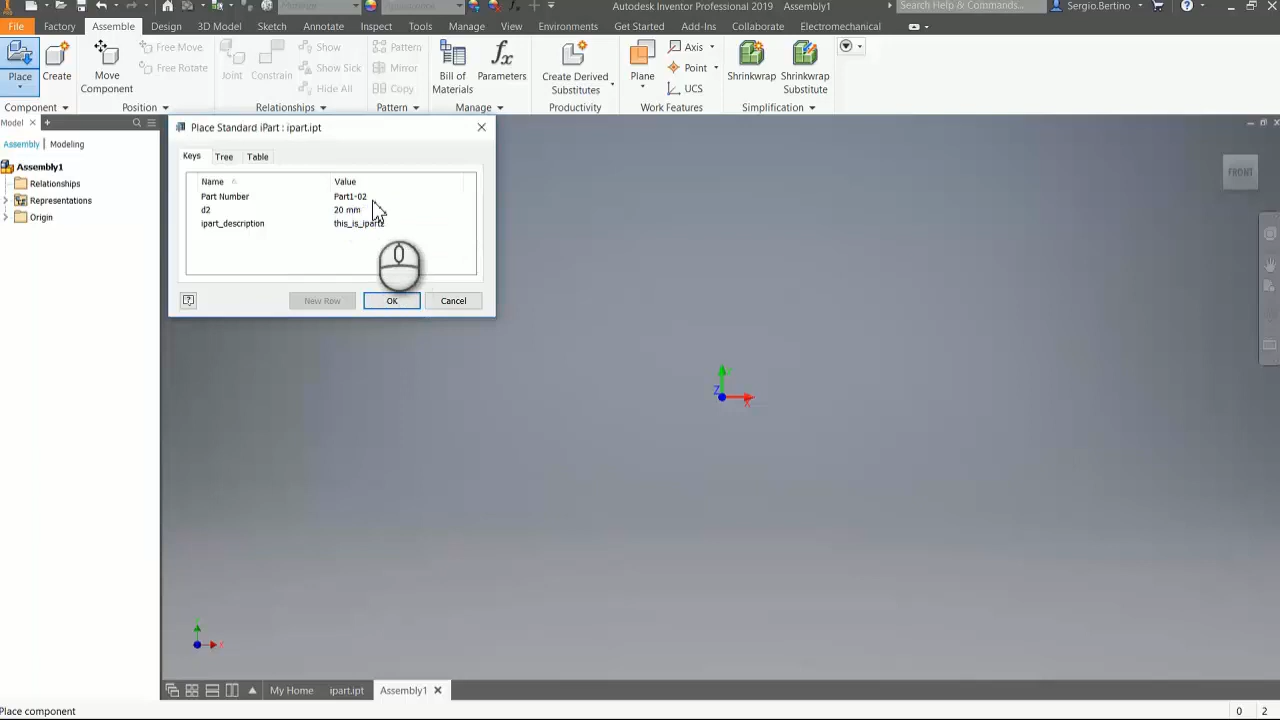 Autodesk Inventor Professional 2019 Assembly1
Search Help & Commands...
Sergio.Bertino
File Factory Assemble Design 3D Model Sketch Annotate Inspect Tools Manage View Environments Get Started Add-Ins Collaborate Electromechanical
Place
Create
Move Component
Free Move
Free Rotate
Joint
Constrain
Show
Show Sick
Hide All
Pattern
Mirror
Copy
Bill of Materials
Parameters
Create Derived Substitutes
Plane
Axis
Point
UCS
Shrinkwrap
Shrinkwrap Substitute
Component Position Relationships Pattern Manage Productivity Work Features Simplification
Model
Assembly Modeling
Assembly1
Relationships
Representations
Origin
Place Standard iPart : ipart.ipt
Keys Tree Table
Name Value
Part Number Part1-02
d2 20 mm
ipart_description this_is_ipart2
New Row OK Cancel
FRONT
Y
Z
X
Y
X
My Home ipart.ipt Assembly1
Place component
0 2